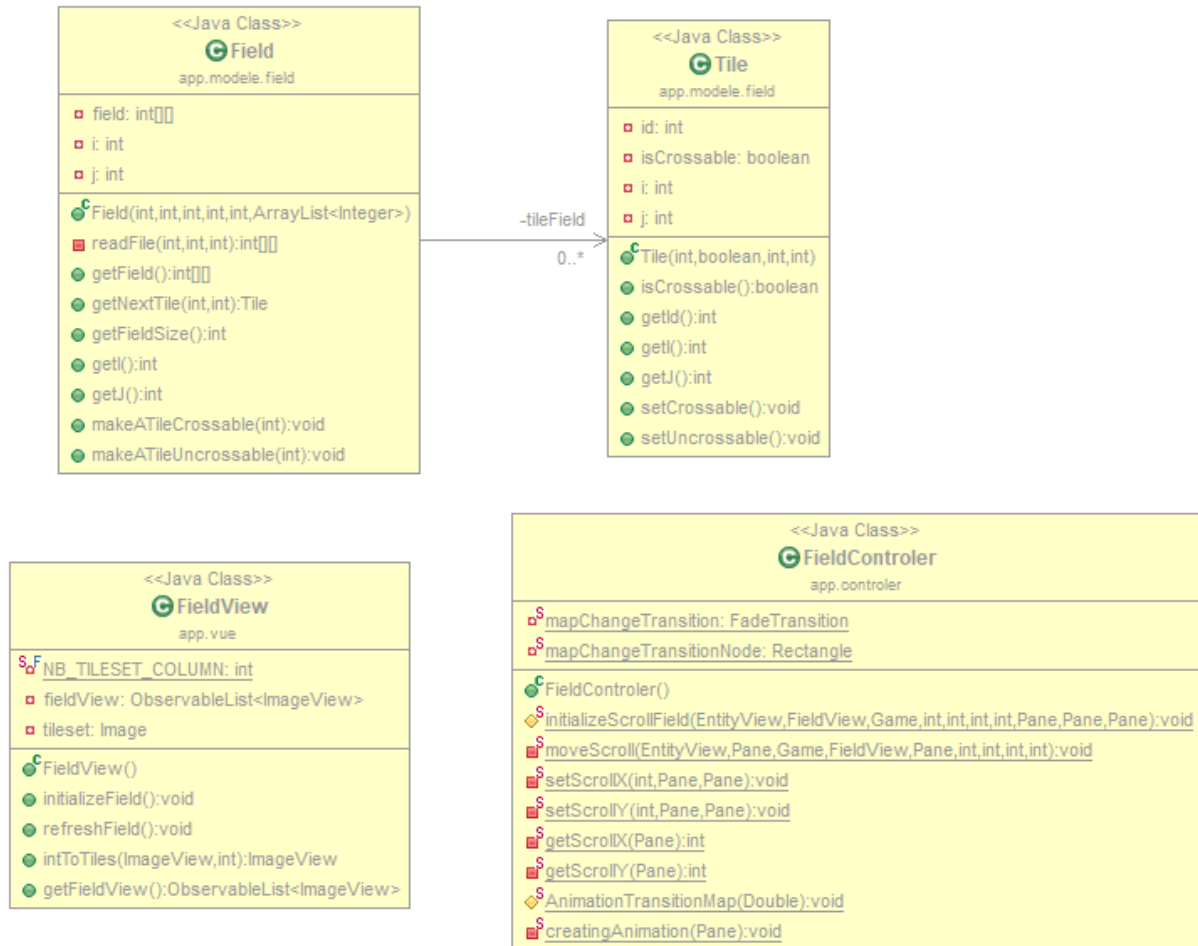 <<Java Class>>
Field
app.modele.field
field: int[][]
i: int
j: int
Field(int,int,int,int,int,ArrayList<Integer>)
readFile(int,int,int):int[][]
getField():int[][]
getNextTile(int,int):Tile
getFieldSize():int
getI():int
getJ():int
makeATileCrossable(int):void
makeATileUncrossable(int):void
-tileField
0..*
<<Java Class>>
Tile
app.modele.field
id: int
isCrossable: boolean
i: int
j: int
Tile(int,boolean,int,int)
isCrossable():boolean
getId():int
getI():int
getJ():int
setCrossable():void
setUncrossable():void
<<Java Class>>
FieldView
app.vue
NB_TILESET_COLUMN: int
fieldView: ObservableList<ImageView>
tileset: Image
FieldView()
initializeField():void
refreshField():void
intToTiles(ImageView,int):ImageView
getFieldView():ObservableList<ImageView>
<<Java Class>>
FieldControler
app.controler
mapChangeTransition: FadeTransition
mapChangeTransitionNode: Rectangle
FieldControler()
initializeScrollField(EntityView,FieldView,Game,int,int,int,int,Pane,Pane,Pane):void
moveScroll(EntityView,Pane,Game,FieldView,Pane,int,int,int,int):void
setScrollX(int,Pane,Pane):void
setScrollY(int,Pane,Pane):void
getScrollX(Pane):int
getScrollY(Pane):int
AnimationTransitionMap(Double):void
creatingAnimation(Pane):void